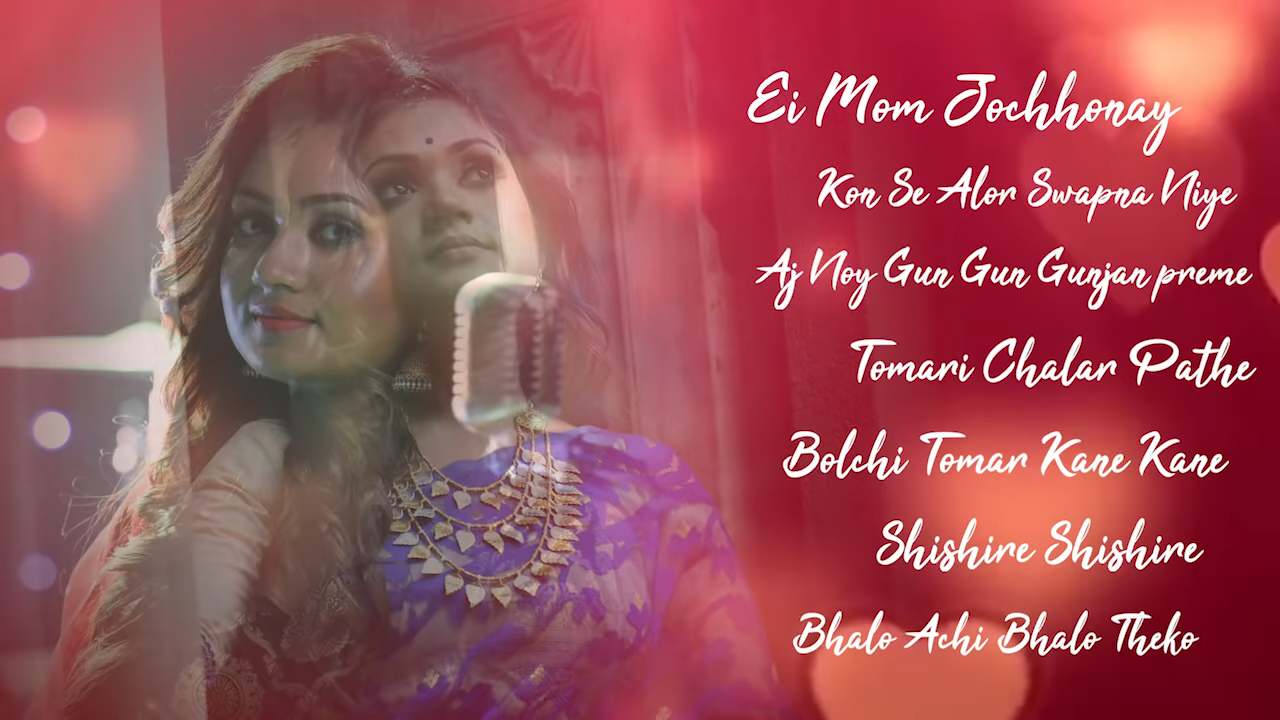 Ei Mom Jochhonay
Kon Se Alor Swapna Niye
Aj Noy Gun Gun Gunjan preme
Tomari Chalar Pathe
Bolchi Tomar Kane Kane
Shishire Shishire
Bhalo Achi Bhalo Theko